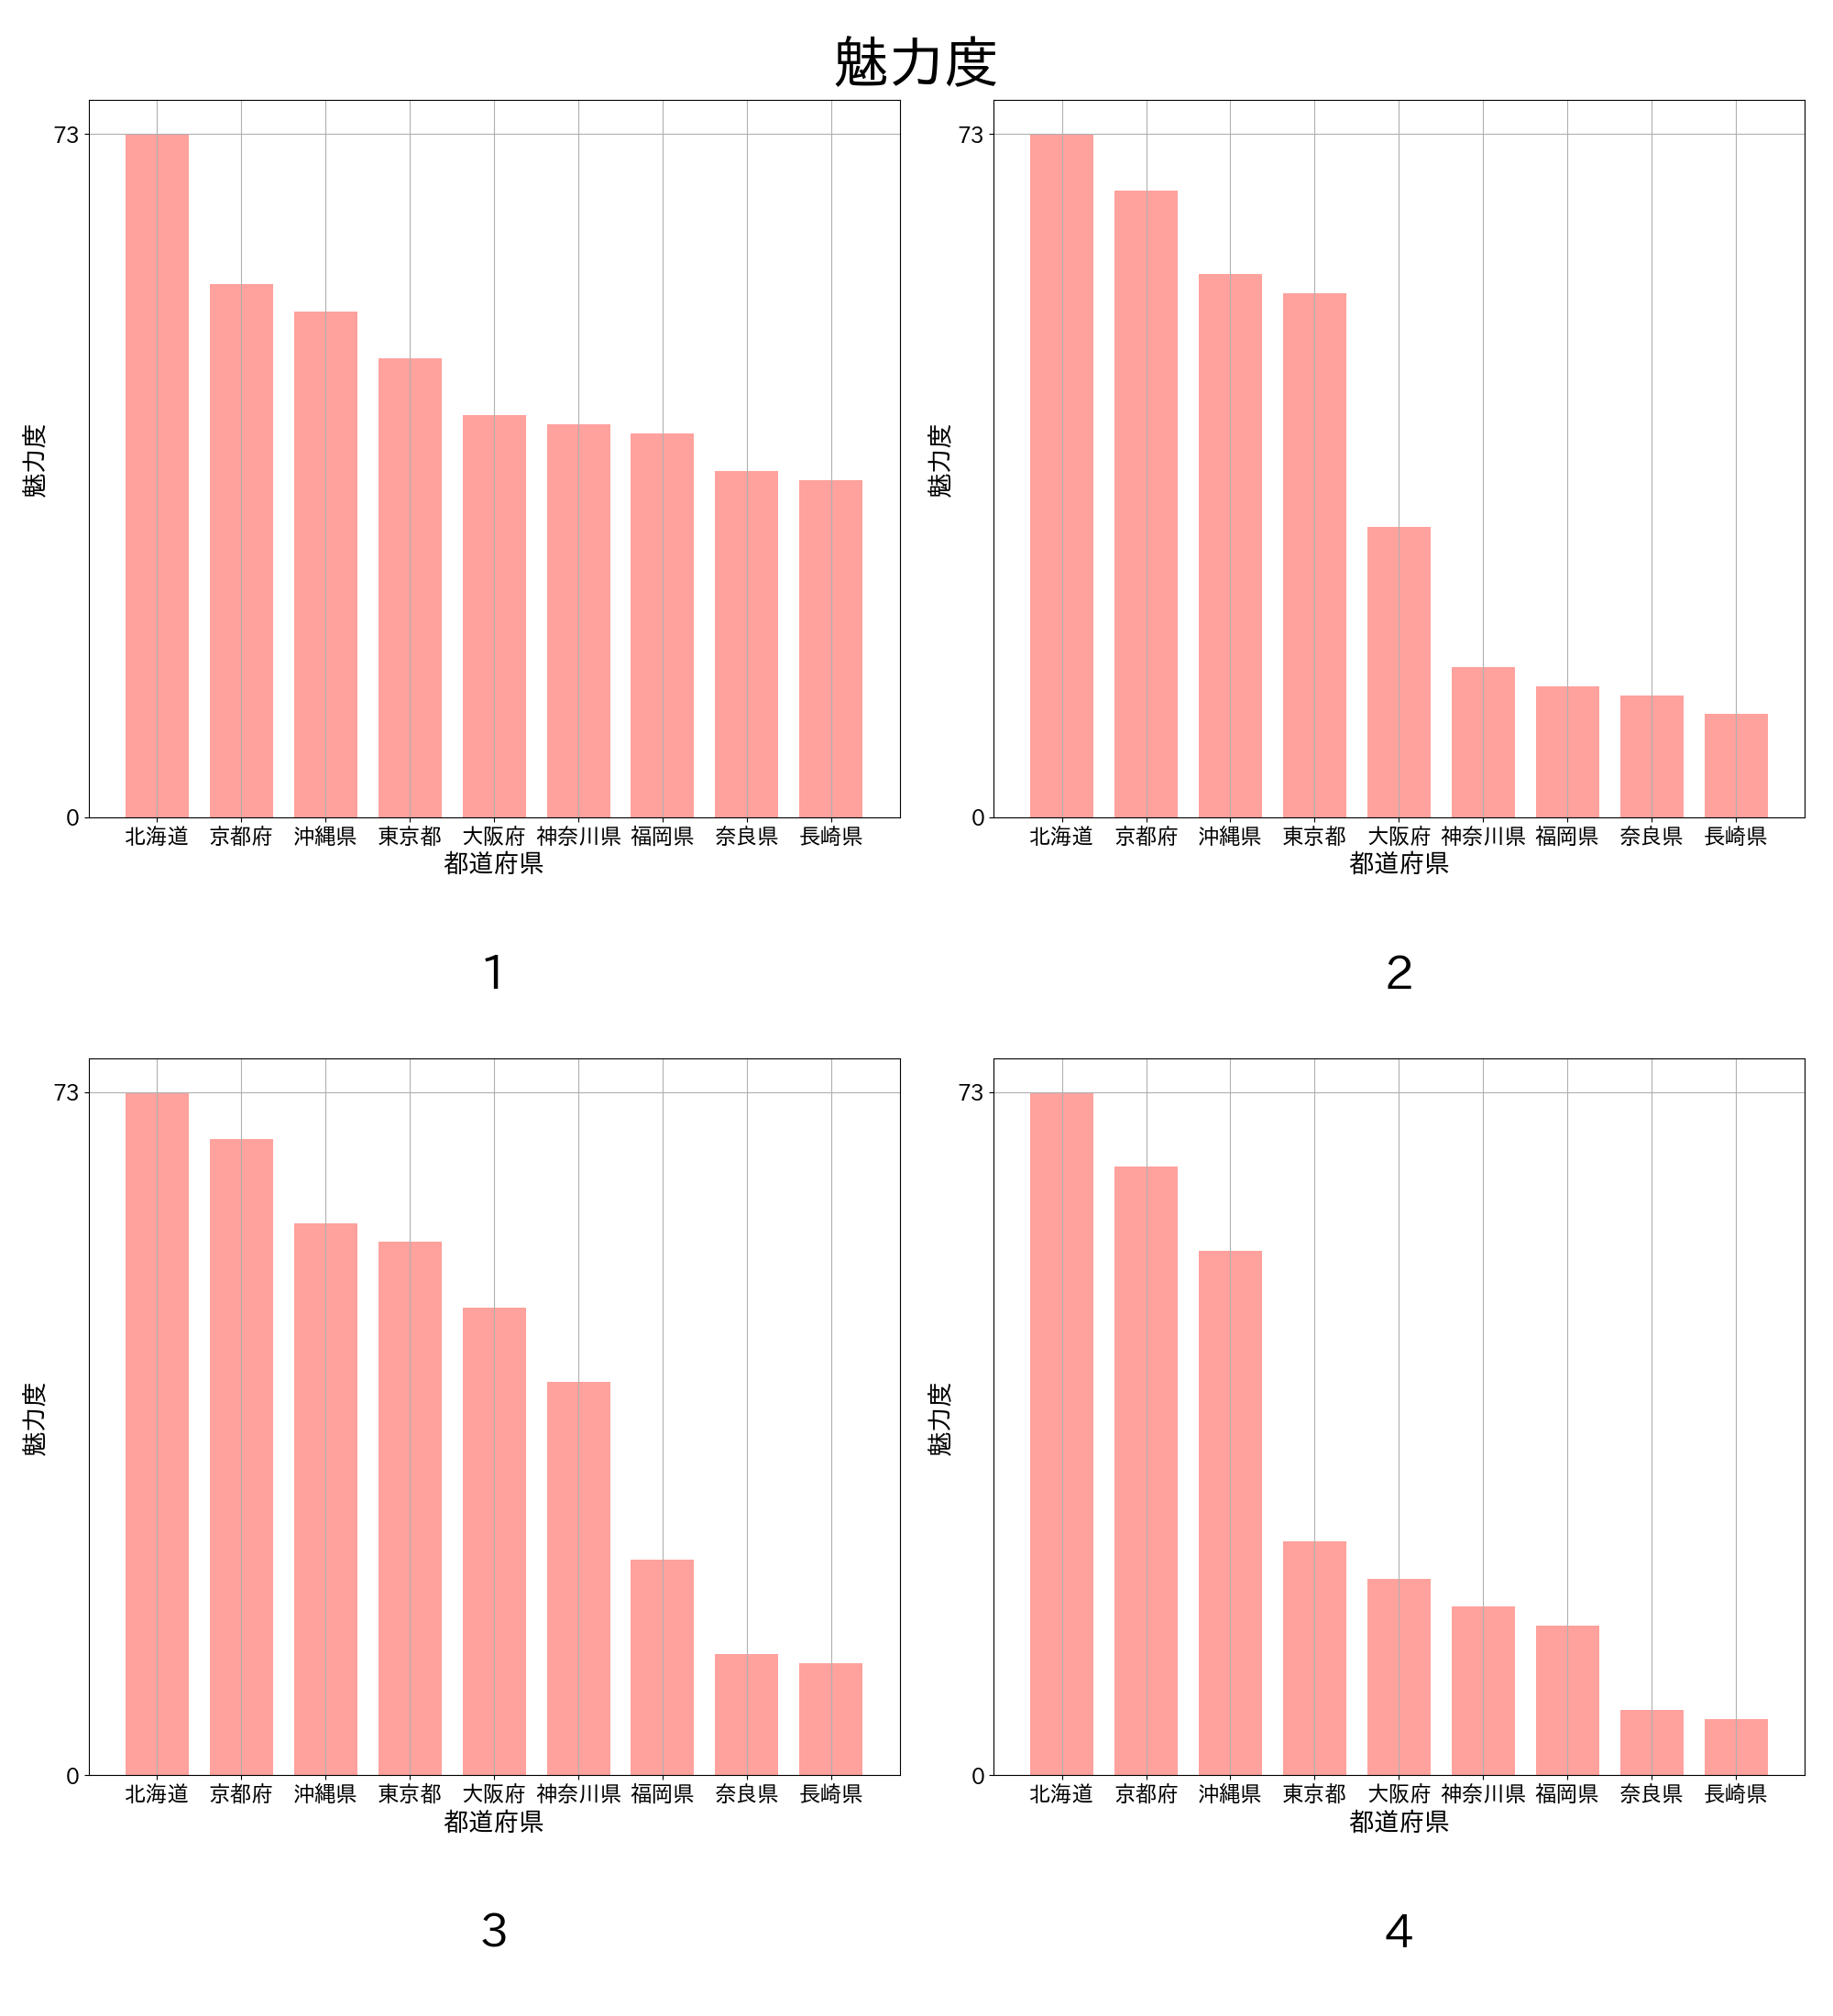 魅力度
73
0
魅力度
北海道 京都府 沖縄県 東京都 大阪府 神奈川県 福岡県 奈良県 長崎県
都道府県
1
73
0
魅力度
北海道 京都府 沖縄県 東京都 大阪府 神奈川県 福岡県 奈良県 長崎県
都道府県
2
73
0
魅力度
北海道 京都府 沖縄県 東京都 大阪府 神奈川県 福岡県 奈良県 長崎県
都道府県
3
73
0
魅力度
北海道 京都府 沖縄県 東京都 大阪府 神奈川県 福岡県 奈良県 長崎県
都道府県
4